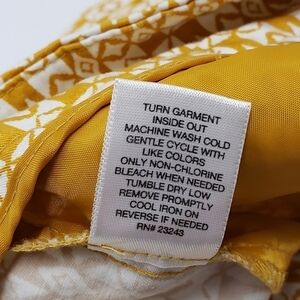 TURN GARMENT
INSIDE OUT
MACHINE WASH COLD
GENTLE CYCLE WITH
LIKE COLORS
ONLY NON-CHLORINE
BLEACH WHEN NEEDED
TUMBLE DRY LOW
REMOVE PROMPTLY
COOL IRON ON
REVERSE IF NEEDED
RN# 23243